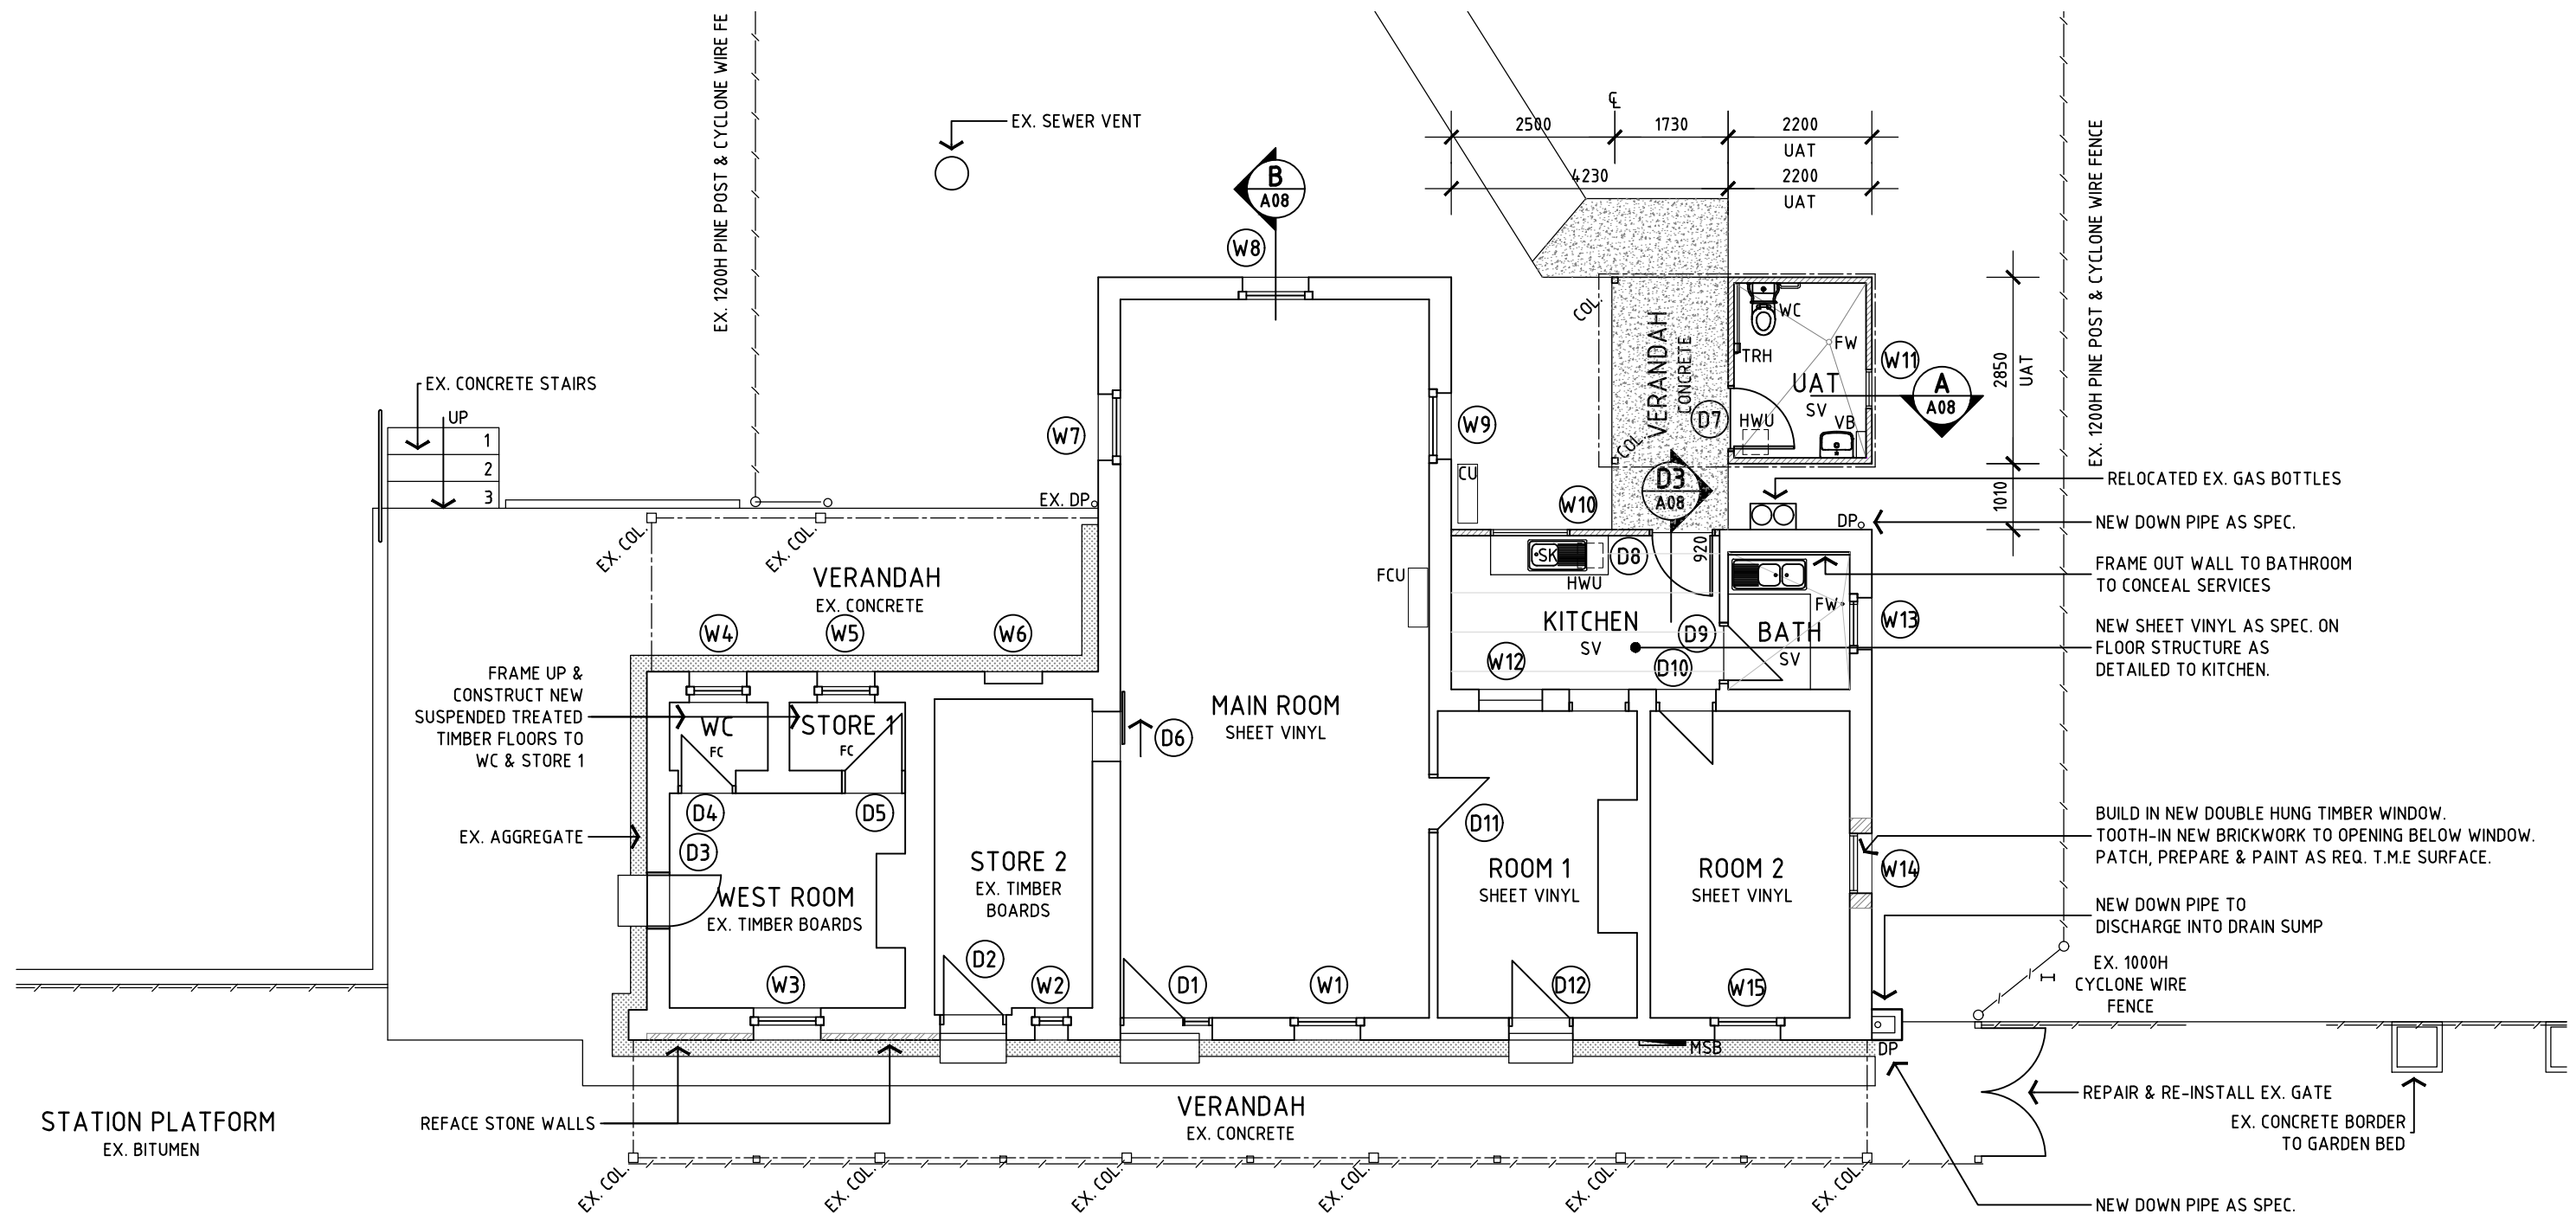 EX. 1200H PINE POST & CYCLONE WIRE FE
EX. SEWER VENT
B
A08
W8
℄
2500
1730
2200
UAT
4230
2200
UAT
EX. 1200H PINE POST & CYCLONE WIRE FENCE
COL.
COL.
VERANDAH
CONCRETE
WC
TRH
FW
UAT
SV
HWU
VB
D7
W11
A
A08
2850
UAT
1010
EX. CONCRETE STAIRS
UP
1
2
3
W7
W9
CU
EX. DP
W10
D3
A08
RELOCATED EX. GAS BOTTLES
DP
NEW DOWN PIPE AS SPEC.
EX. COL.
EX. COL.
VERANDAH
EX. CONCRETE
W4
W5
W6
FCU
SK
HWU
D8
920
KITCHEN
SV
W12
D9
D10
BATH
SV
FW
W13
FRAME OUT WALL TO BATHROOM
TO CONCEAL SERVICES
NEW SHEET VINYL AS SPEC. ON
FLOOR STRUCTURE AS
DETAILED TO KITCHEN.
FRAME UP &
CONSTRUCT NEW
SUSPENDED TREATED
TIMBER FLOORS TO
WC & STORE 1
WC
FC
STORE 1
FC
D6
MAIN ROOM
SHEET VINYL
D4
D5
D3
EX. AGGREGATE
WEST ROOM
EX. TIMBER BOARDS
STORE 2
EX. TIMBER
BOARDS
D11
ROOM 1
SHEET VINYL
ROOM 2
SHEET VINYL
W14
BUILD IN NEW DOUBLE HUNG TIMBER WINDOW.
TOOTH-IN NEW BRICKWORK TO OPENING BELOW WINDOW.
PATCH, PREPARE & PAINT AS REQ. T.M.E SURFACE.
NEW DOWN PIPE TO
DISCHARGE INTO DRAIN SUMP
W3
D2
W2
D1
W1
D12
W15
EX. 1000H
CYCLONE WIRE
FENCE
MSB
DP
REPAIR & RE-INSTALL EX. GATE
EX. CONCRETE BORDER
TO GARDEN BED
STATION PLATFORM
EX. BITUMEN
REFACE STONE WALLS
VERANDAH
EX. CONCRETE
EX. COL.
EX. COL.
EX. COL.
EX. COL.
EX. COL.
EX. COL.
NEW DOWN PIPE AS SPEC.